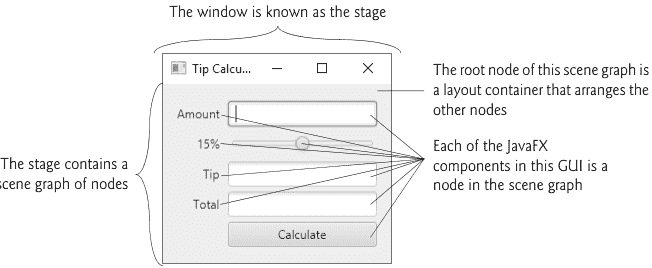 The window is known as the stage
Tip Calcu...
The root node of this scene graph is
a layout container that arranges the
other nodes
Amount
15%
Tip
Total
Calculate
Each of the JavaFX
components in this GUI is a
node in the scene graph
The stage contains a
scene graph of nodes